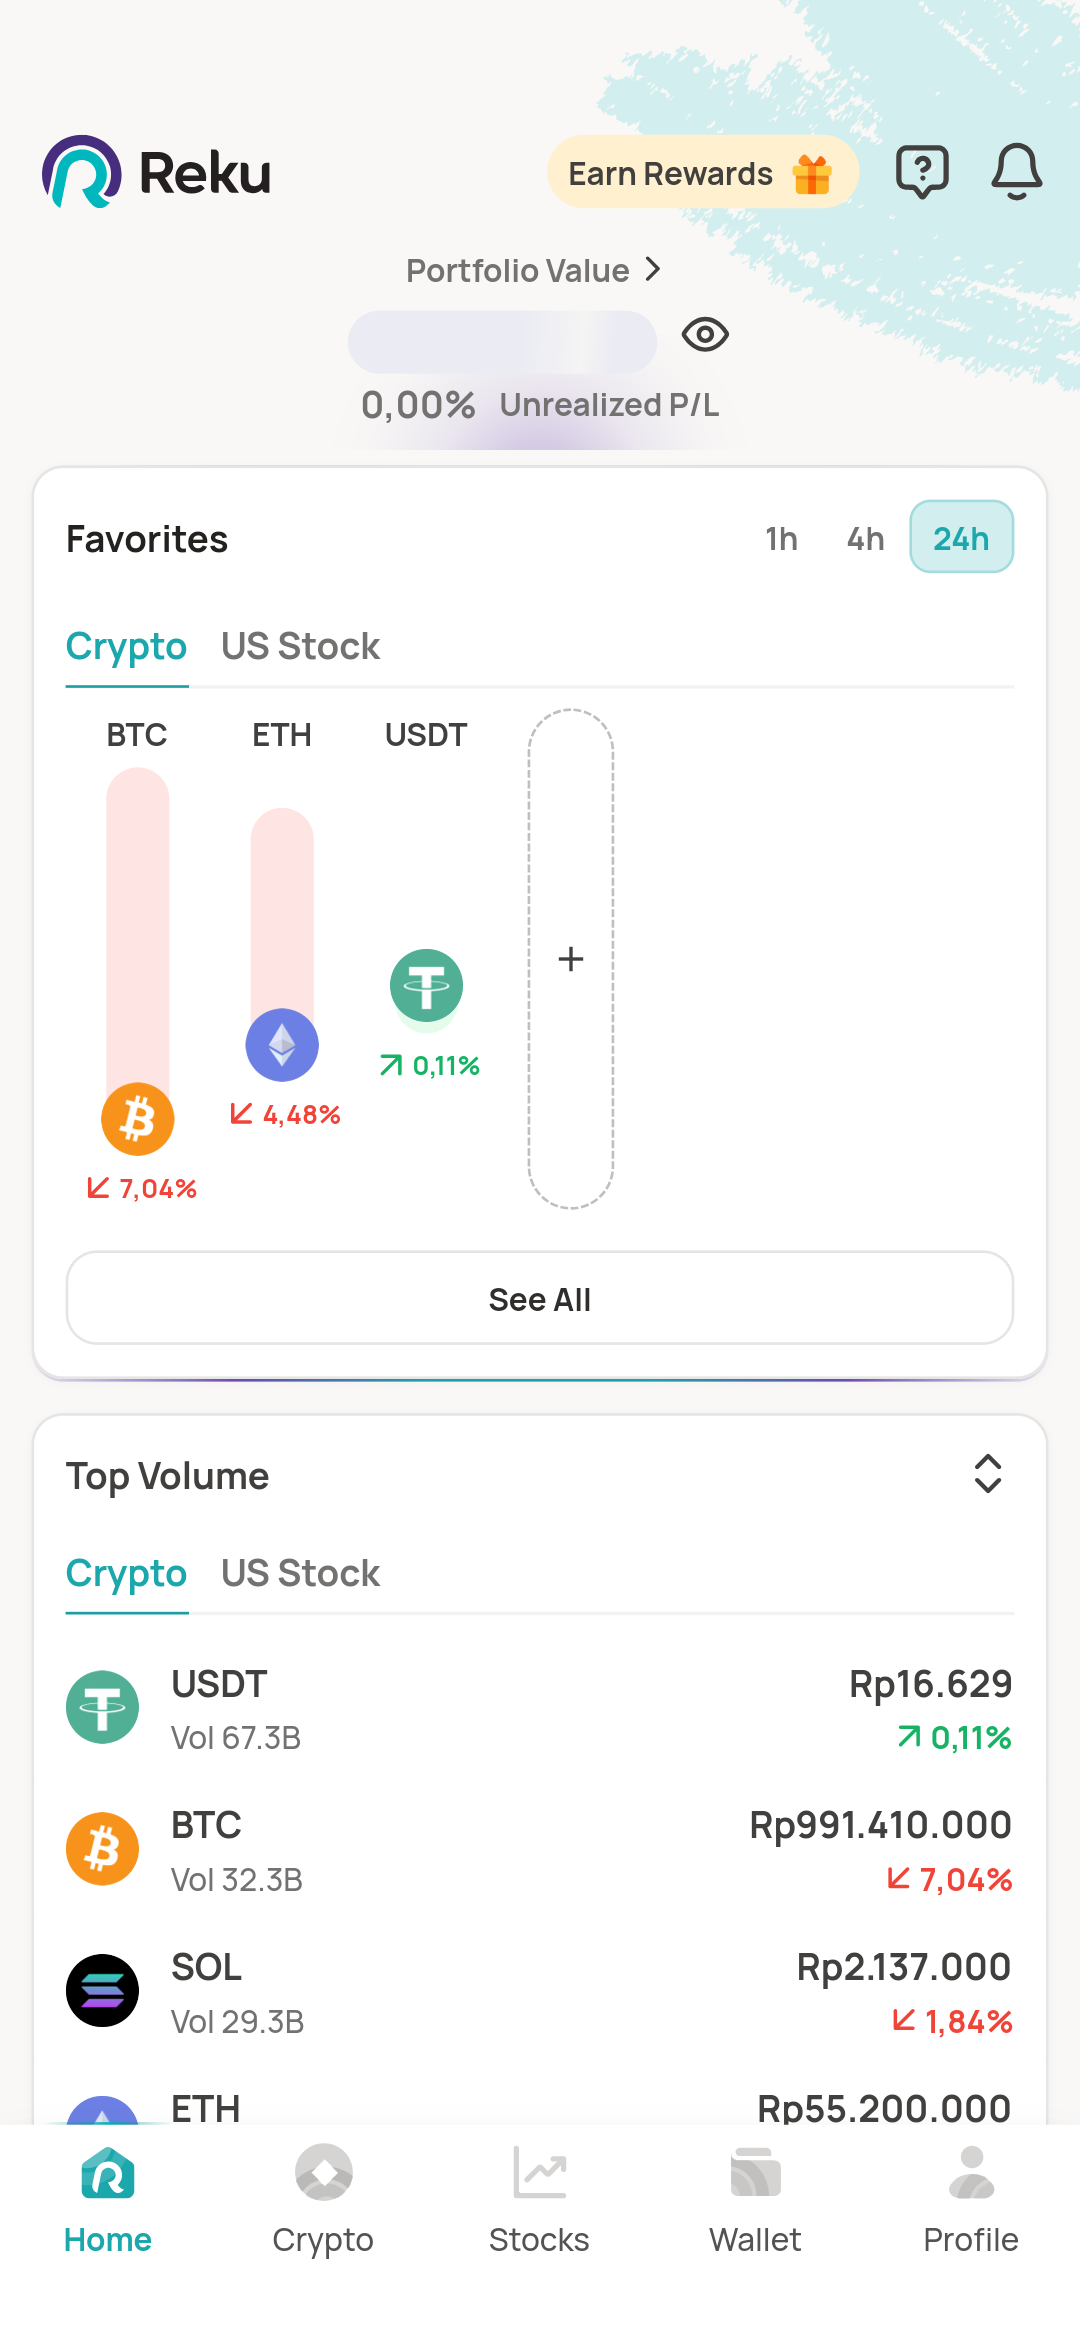 Reku
Earn Rewards
Portfolio Value
0,00% Unrealized P/L
Favorites
1h 4h 24h
Crypto US Stock
BTC ETH USDT
0,11%
4,48%
7,04%
See All
Top Volume
Crypto US Stock
USDT Rp16.629
Vol 67.3B 0,11%
BTC Rp991.410.000
Vol 32.3B 7,04%
SOL Rp2.137.000
Vol 29.3B 1,84%
ETH Rp55.200.000
Home Crypto Stocks Wallet Profile